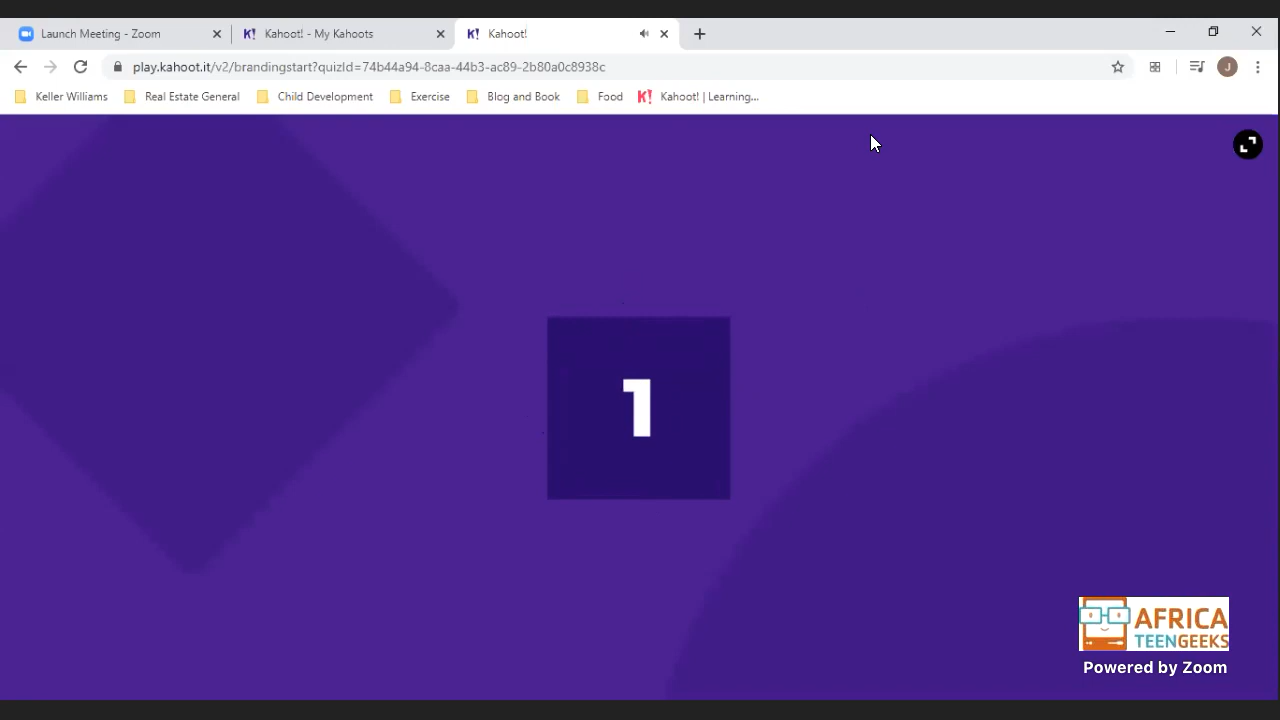 Launch Meeting - Zoom
K! Kahoot! - My Kahoots
K! Kahoot!
play.kahoot.it/v2/brandingstart?quizId=74b44a94-8caa-44b3-ac89-2b80a0c8938c
J
Keller Williams
Real Estate General
Child Development
Exercise
Blog and Book
Food
K! Kahoot! | Learning...
1
AFRICA
TEENGEEKS
Powered by Zoom